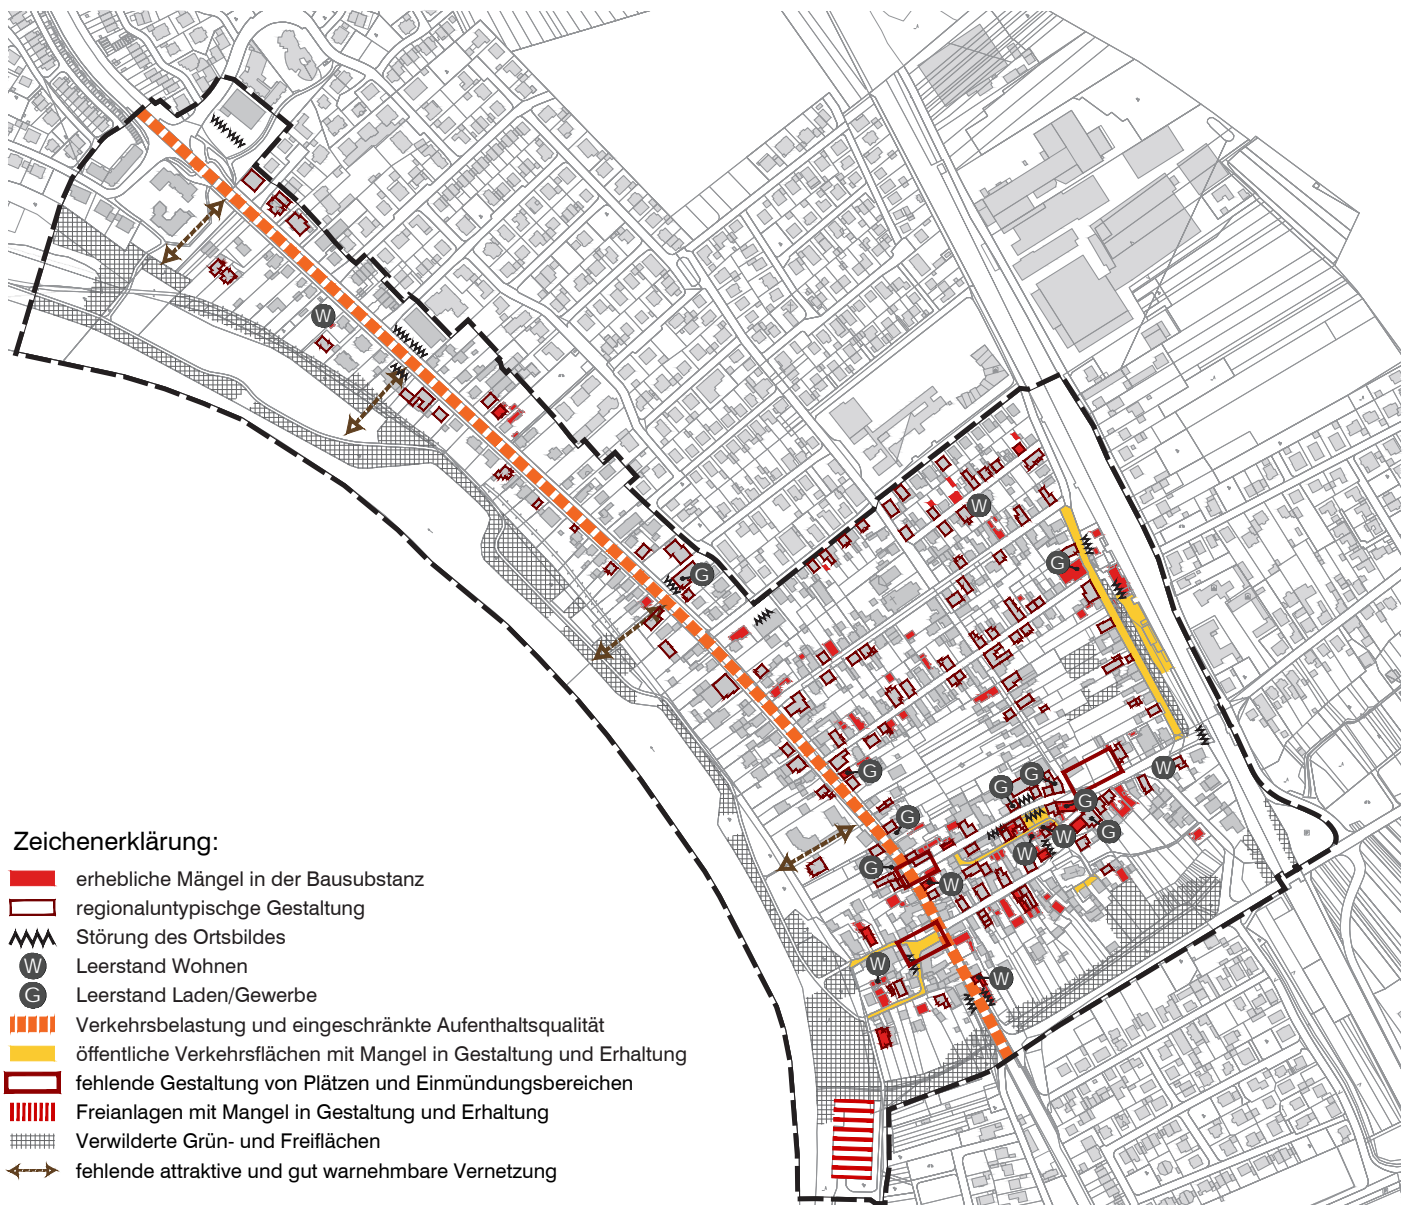 W
G
W
G
G
G
G
W
G
G
G
W
W
G
W
W
W
Zeichenerklärung:
erhebliche Mängel in der Bausubstanz
regionaluntypischge Gestaltung
Störung des Ortsbildes
W Leerstand Wohnen
G Leerstand Laden/Gewerbe
Verkehrsbelastung und eingeschränkte Aufenthaltsqualität
öffentliche Verkehrsflächen mit Mangel in Gestaltung und Erhaltung
fehlende Gestaltung von Plätzen und Einmündungsbereichen
Freianlagen mit Mangel in Gestaltung und Erhaltung
Verwilderte Grün- und Freiflächen
fehlende attraktive und gut warnehmbare Vernetzung